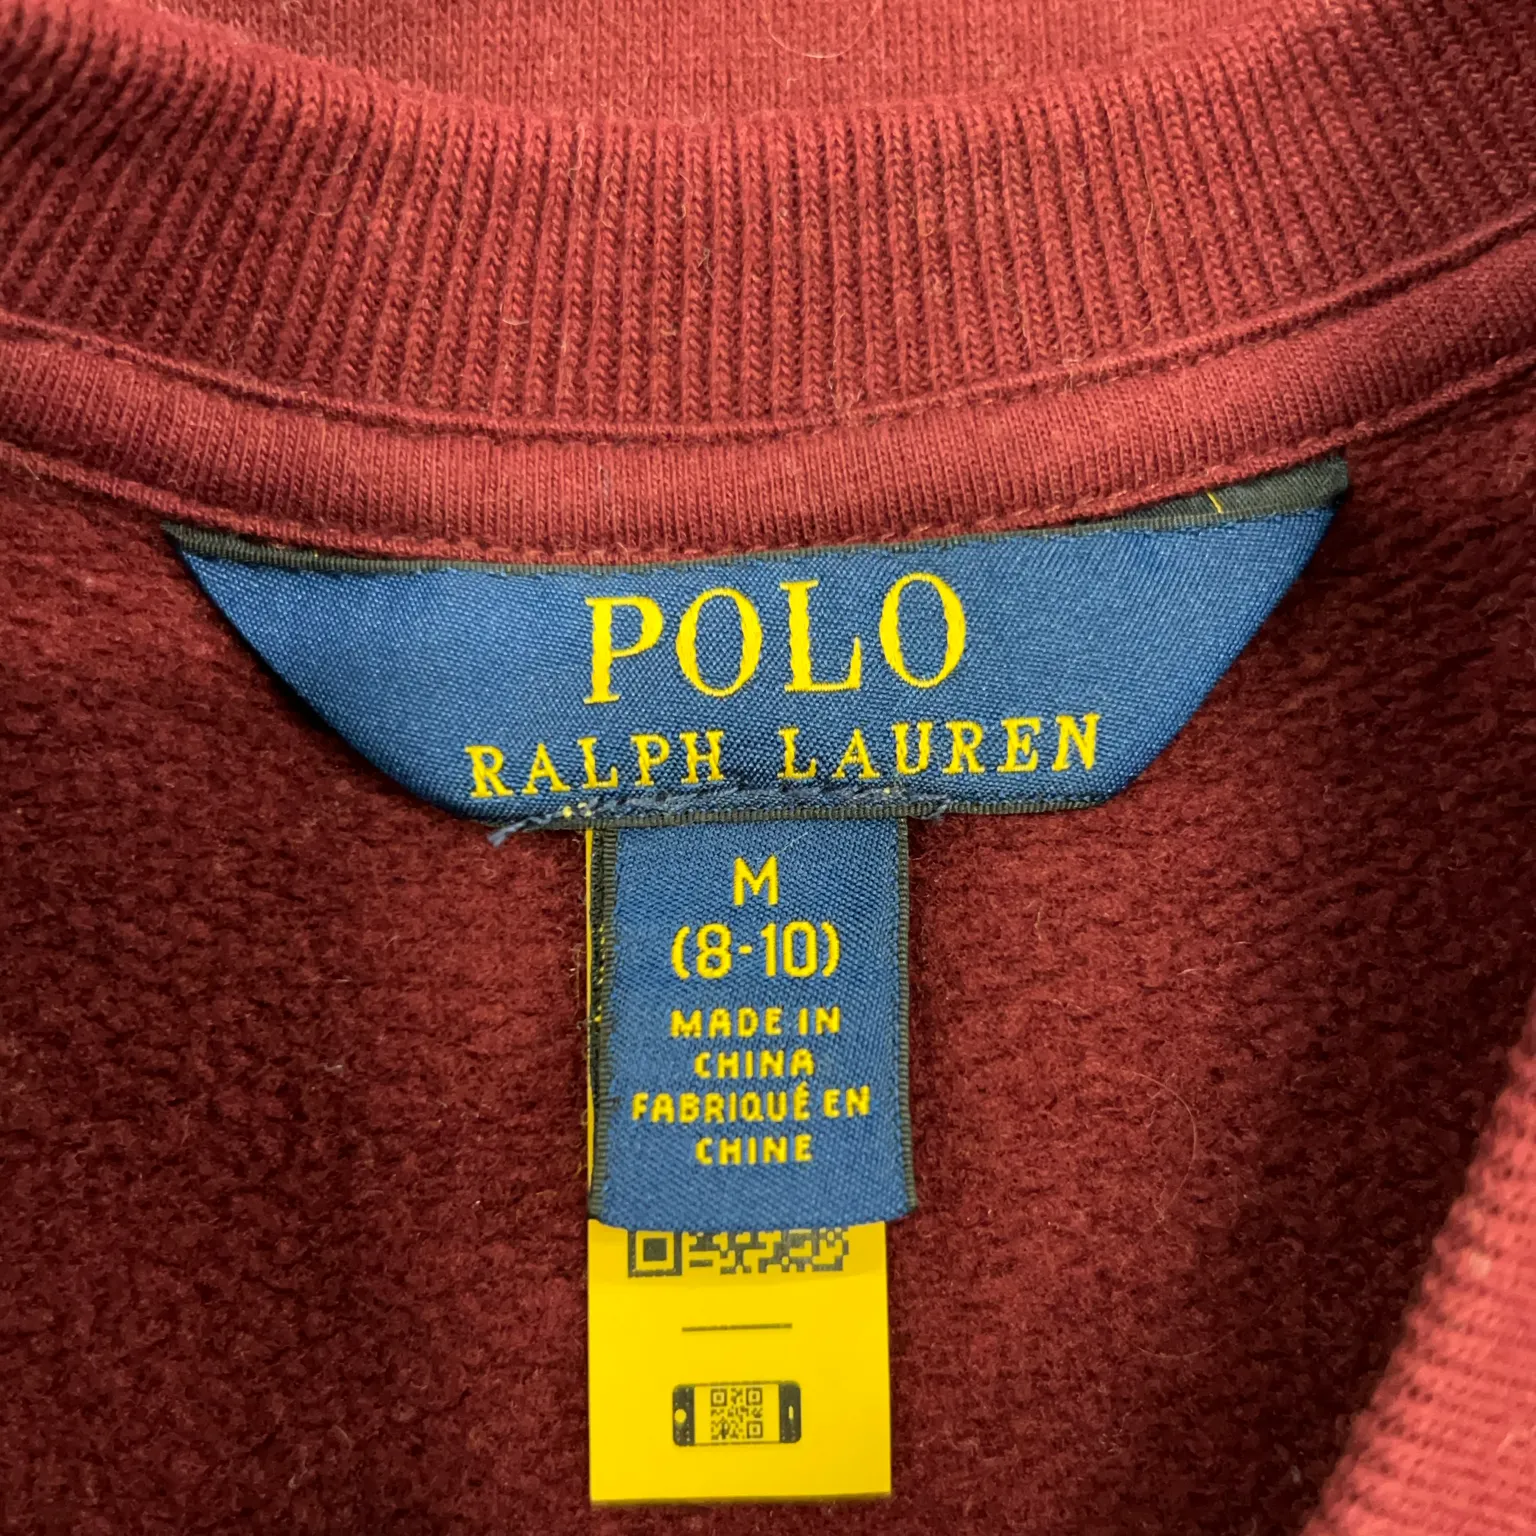 POLO
RALPH LAUREN
M
(8-10)
MADE IN
CHINA
FABRIQUÉ EN
CHINE